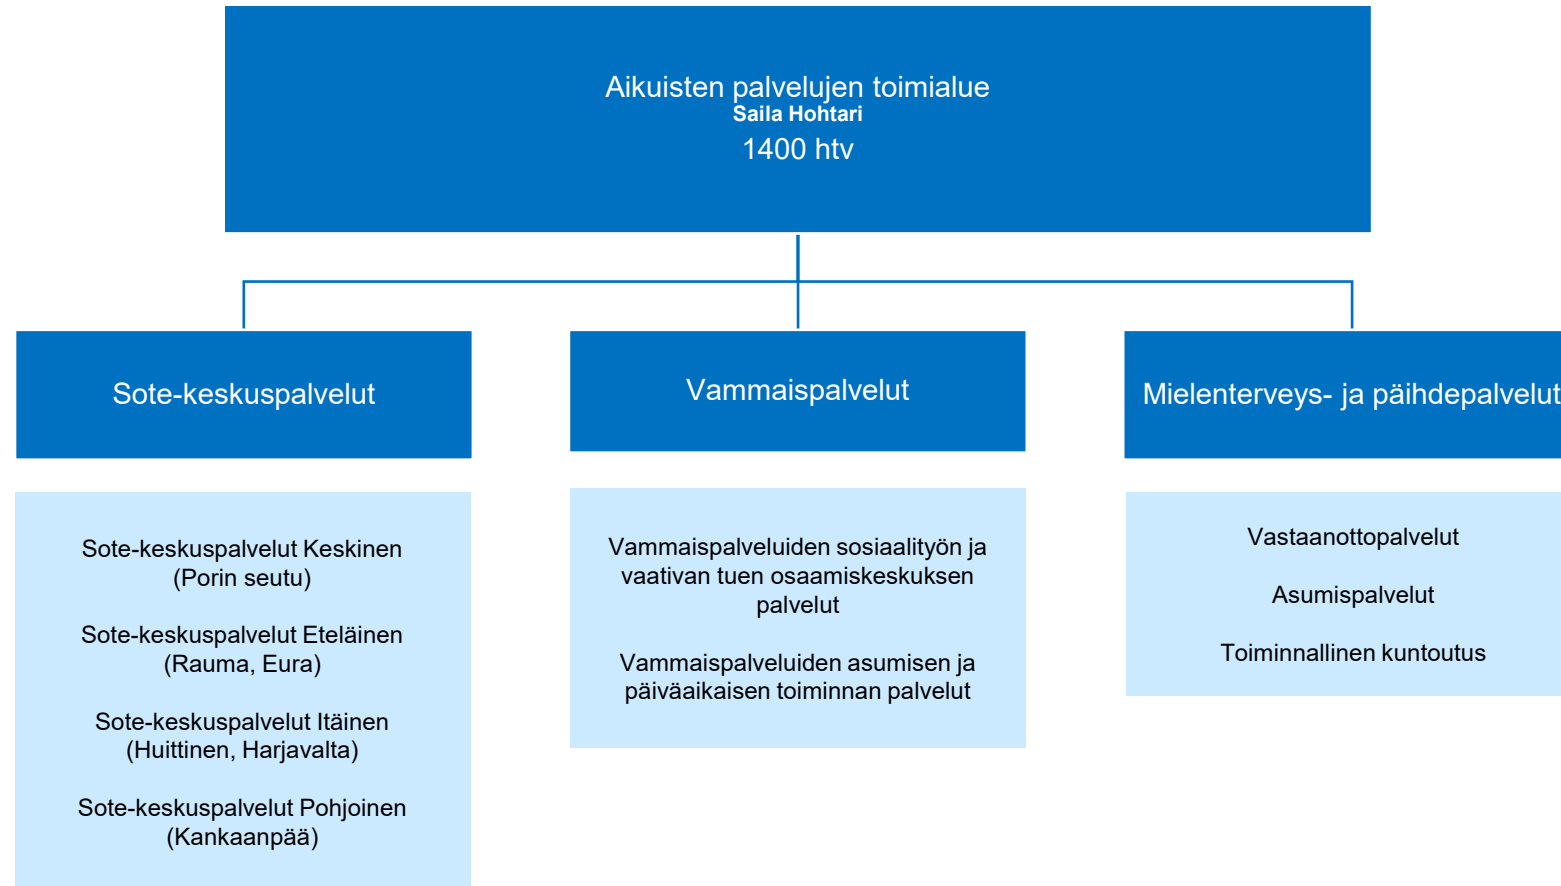 Aikuisten palvelujen toimialue
Saila Hohtari
1400 htv
Sote-keskuspalvelut
Vammaispalvelut
Mielenterveys- ja päihdepalvelut
Sote-keskuspalvelut Keskinen
(Porin seutu)
Sote-keskuspalvelut Eteläinen
(Rauma, Eura)
Sote-keskuspalvelut Itäinen
(Huittinen, Harjavalta)
Sote-keskuspalvelut Pohjoinen
(Kankaanpää)
Vammaispalveluiden sosiaalityön ja
vaativan tuen osaamiskeskuksen
palvelut
Vammaispalveluiden asumisen ja
päiväaikaisen toiminnan palvelut
Vastaanottopalvelut
Asumispalvelut
Toiminnallinen kuntoutus